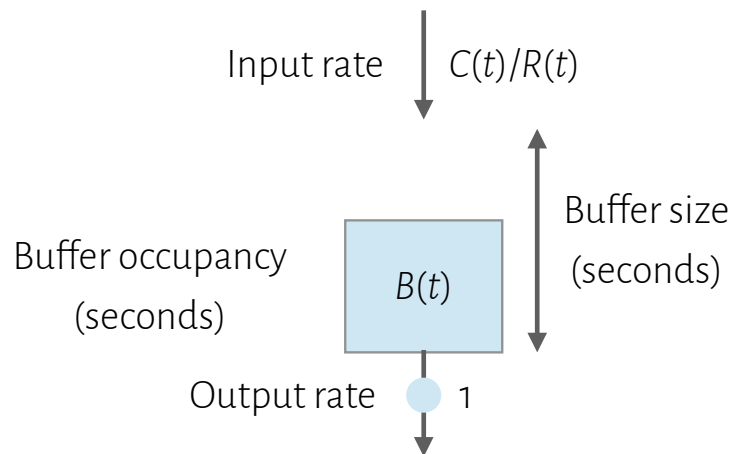 Input rate
C(t)/R(t)
Buffer size
(seconds)
Buffer occupancy
(seconds)
B(t)
Output rate
1